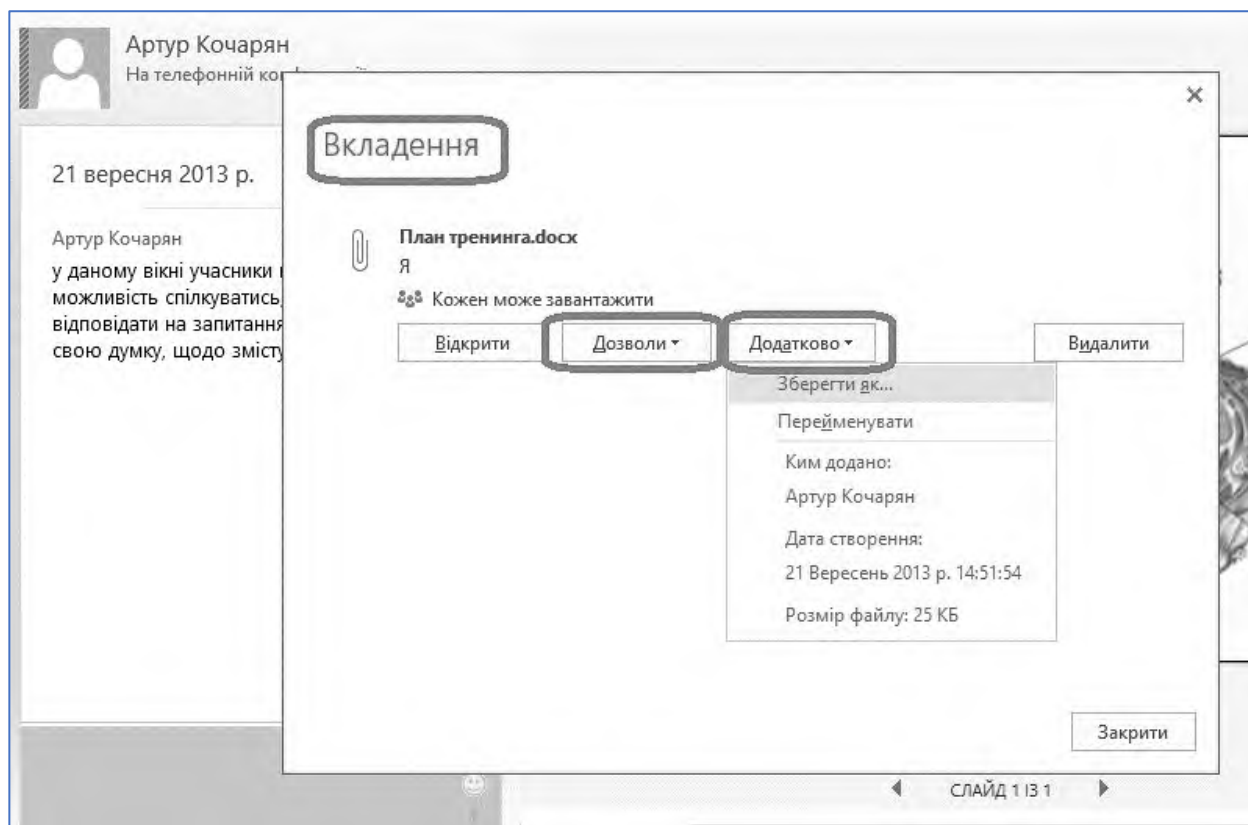 Артур Кочарян
На телефонній
Вкладення
21 вересня 2013 р.
Артур Кочарян
у даному вікні учасники
можливість спілкуватись,
відповідати на запитання
свою думку, щодо змісту
План тренинга.docx
Я
Кожен може завантажити
Відкрити
Дозволи
Додатково
Видалити
Зберегти як...
Перейменувати
Ким додано:
Артур Кочарян
Дата створення:
21 Вересень 2013 р. 14:51:54
Розмір файлу: 25 КБ
Закрити
СЛАЙД 1 ІЗ 1